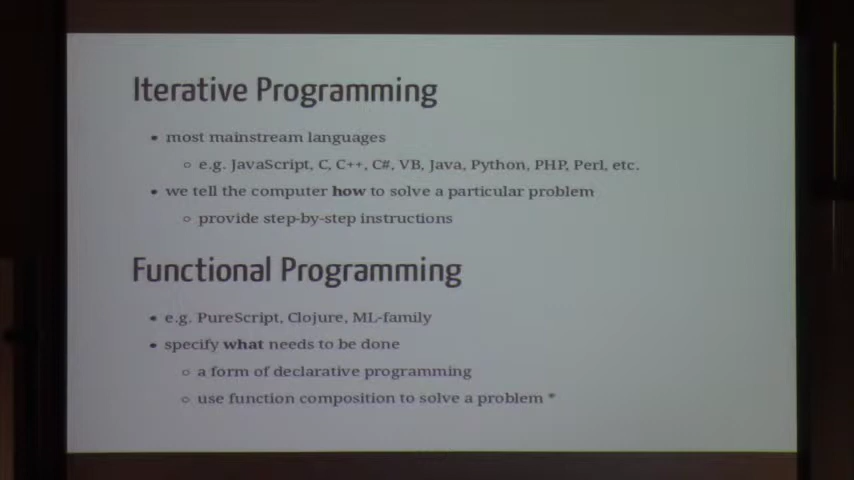 Iterative Programming
• most mainstream languages
○ e.g. JavaScript, C, C++, C#, VB, Java, Python, PHP, Perl, etc.
• we tell the computer how to solve a particular problem
○ provide step-by-step instructions
Functional Programming
• e.g. PureScript, Clojure, ML-family
• specify what needs to be done
○ a form of declarative programming
○ use function composition to solve a problem *